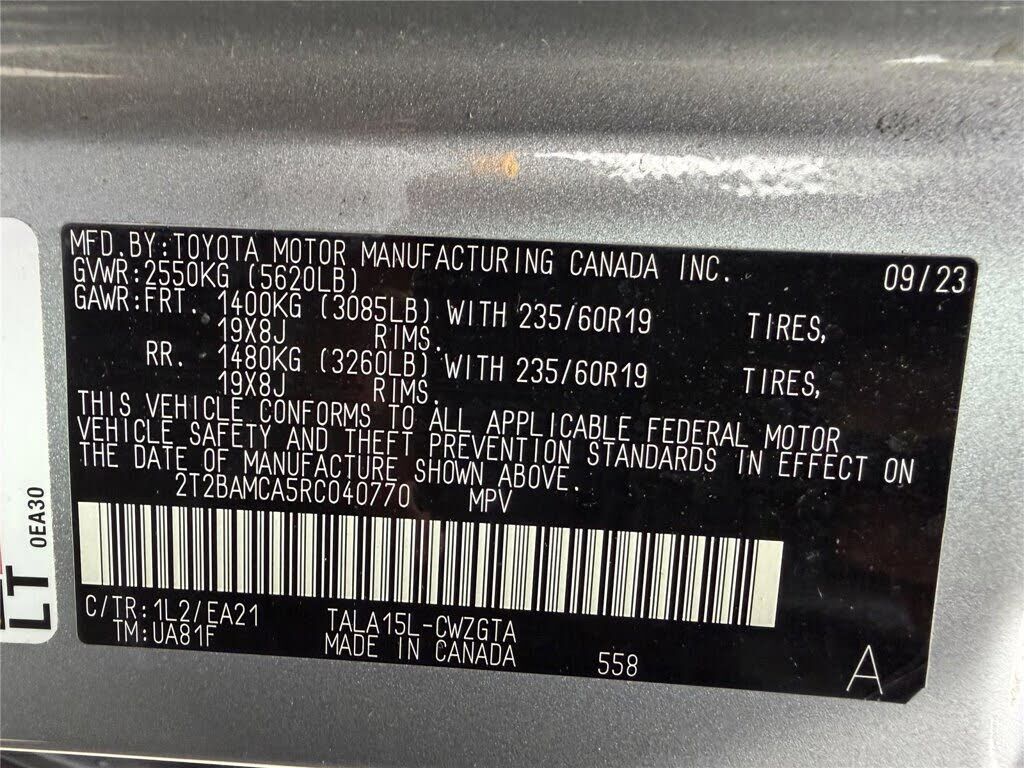 MFD.BY:TOYOTA MOTOR MANUFACTURING CANADA INC. 09/23
GVWR:2550KG (5620LB)
GAWR:FRT. 1400KG (3085LB) WITH 235/60R19 TIRES,
19X8J RIMS.
RR. 1480KG (3260LB) WITH 235/60R19 TIRES,
19X8J RIMS.
THIS VEHICLE CONFORMS TO ALL APPLICABLE FEDERAL MOTOR
VEHICLE SAFETY AND THEFT PREVENTION STANDARDS IN EFFECT ON
THE DATE OF MANUFACTURE SHOWN ABOVE.
2T2BAMCA5RC040770 MPV
C/TR:1L2/EA21 TALA15L-CWZGTA
TM:UA81F MADE IN CANADA 558 A
LT 0EA30